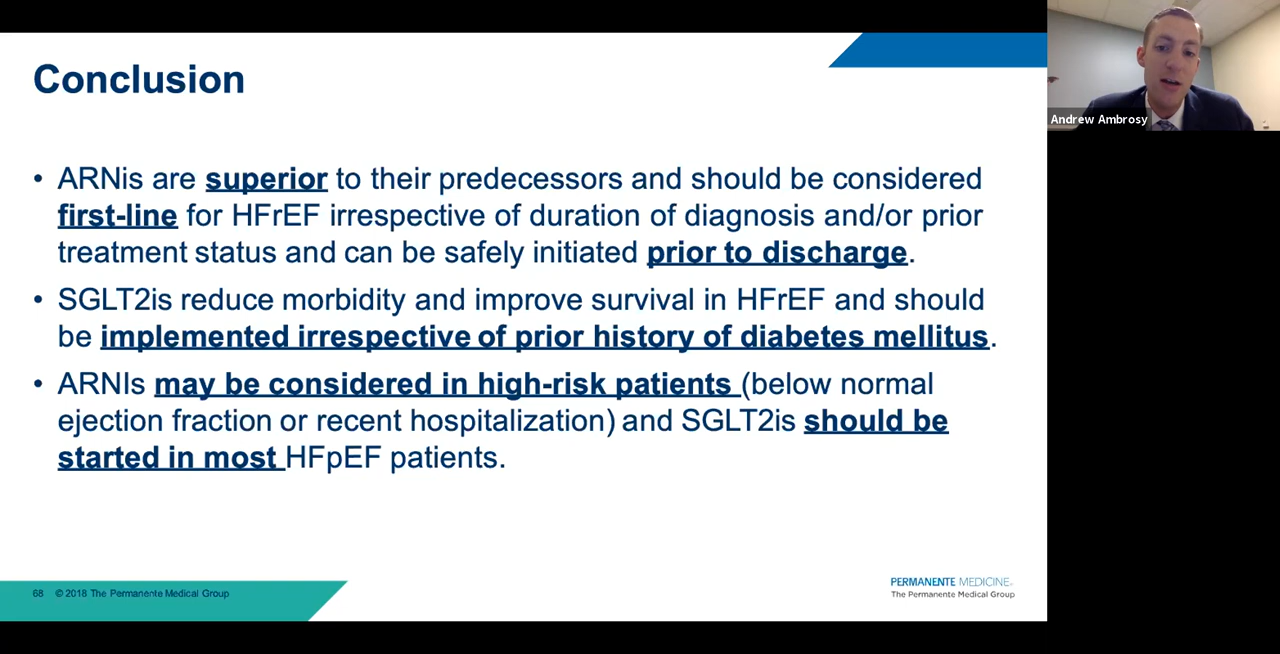 Conclusion
• ARNis are superior to their predecessors and should be considered
first-line for HFrEF irrespective of duration of diagnosis and/or prior
treatment status and can be safely initiated prior to discharge.
• SGLT2is reduce morbidity and improve survival in HFrEF and should
be implemented irrespective of prior history of diabetes mellitus.
• ARNIs may be considered in high-risk patients (below normal
ejection fraction or recent hospitalization) and SGLT2is should be
started in most HFpEF patients.
68 © 2018 The Permanente Medical Group
PERMANENTE MEDICINE
The Permanente Medical Group
Andrew Ambrosy